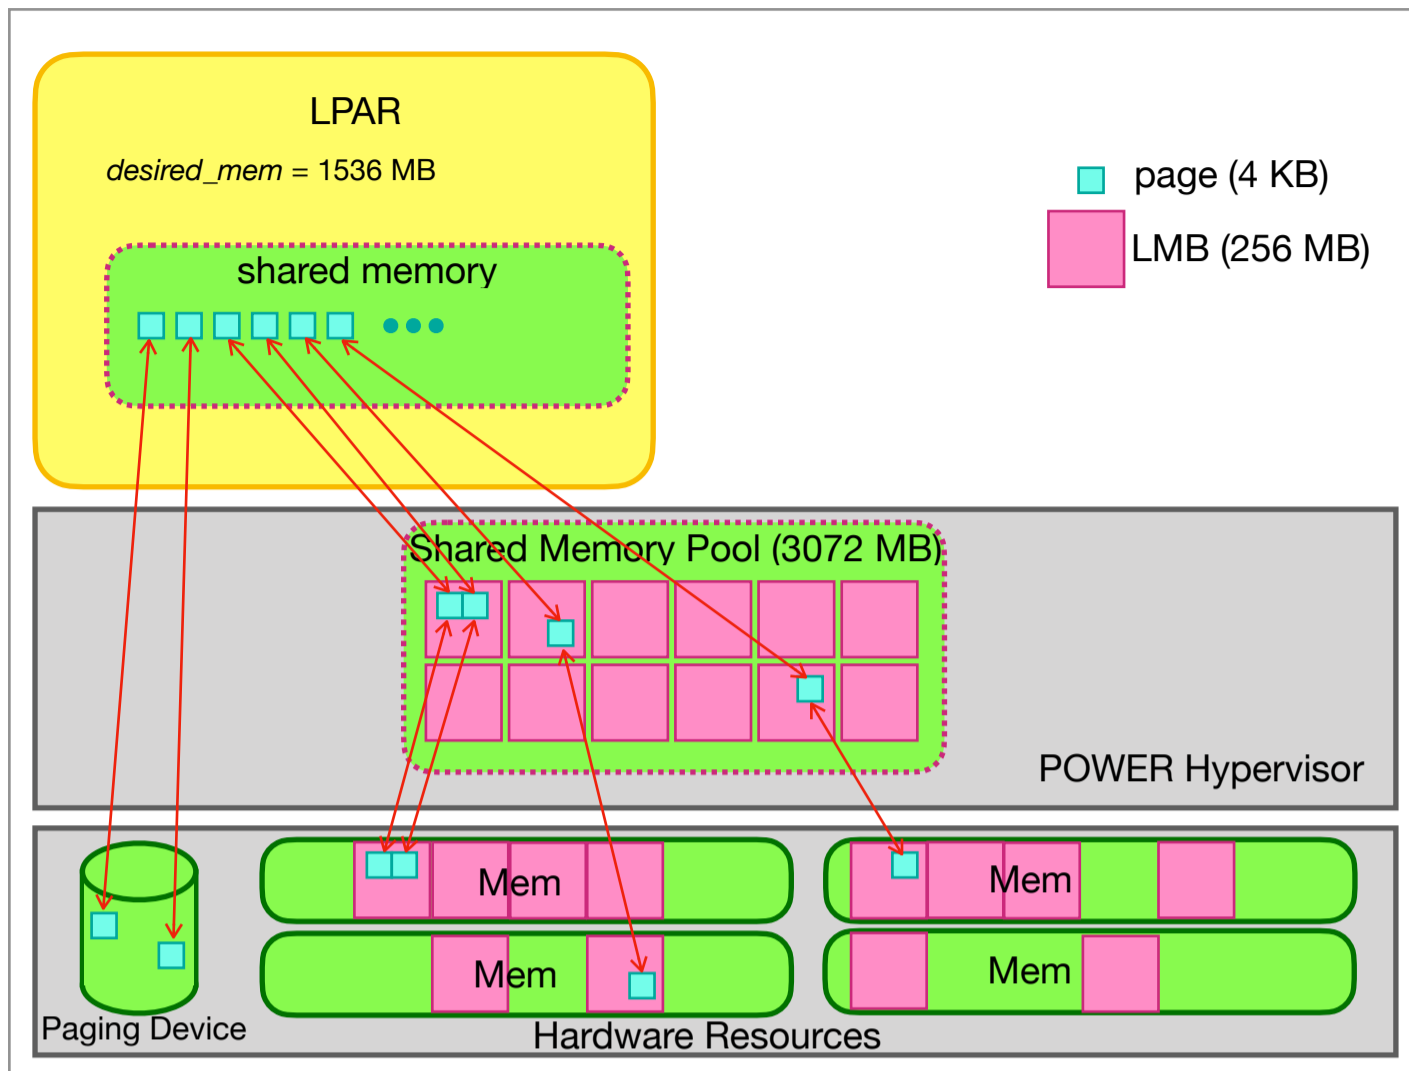 LPAR
desired_mem = 1536 MB
shared memory
page (4 KB)
LMB (256 MB)
Shared Memory Pool (3072 MB)
POWER Hypervisor
Mem
Mem
Mem
Mem
Paging Device
Hardware Resources